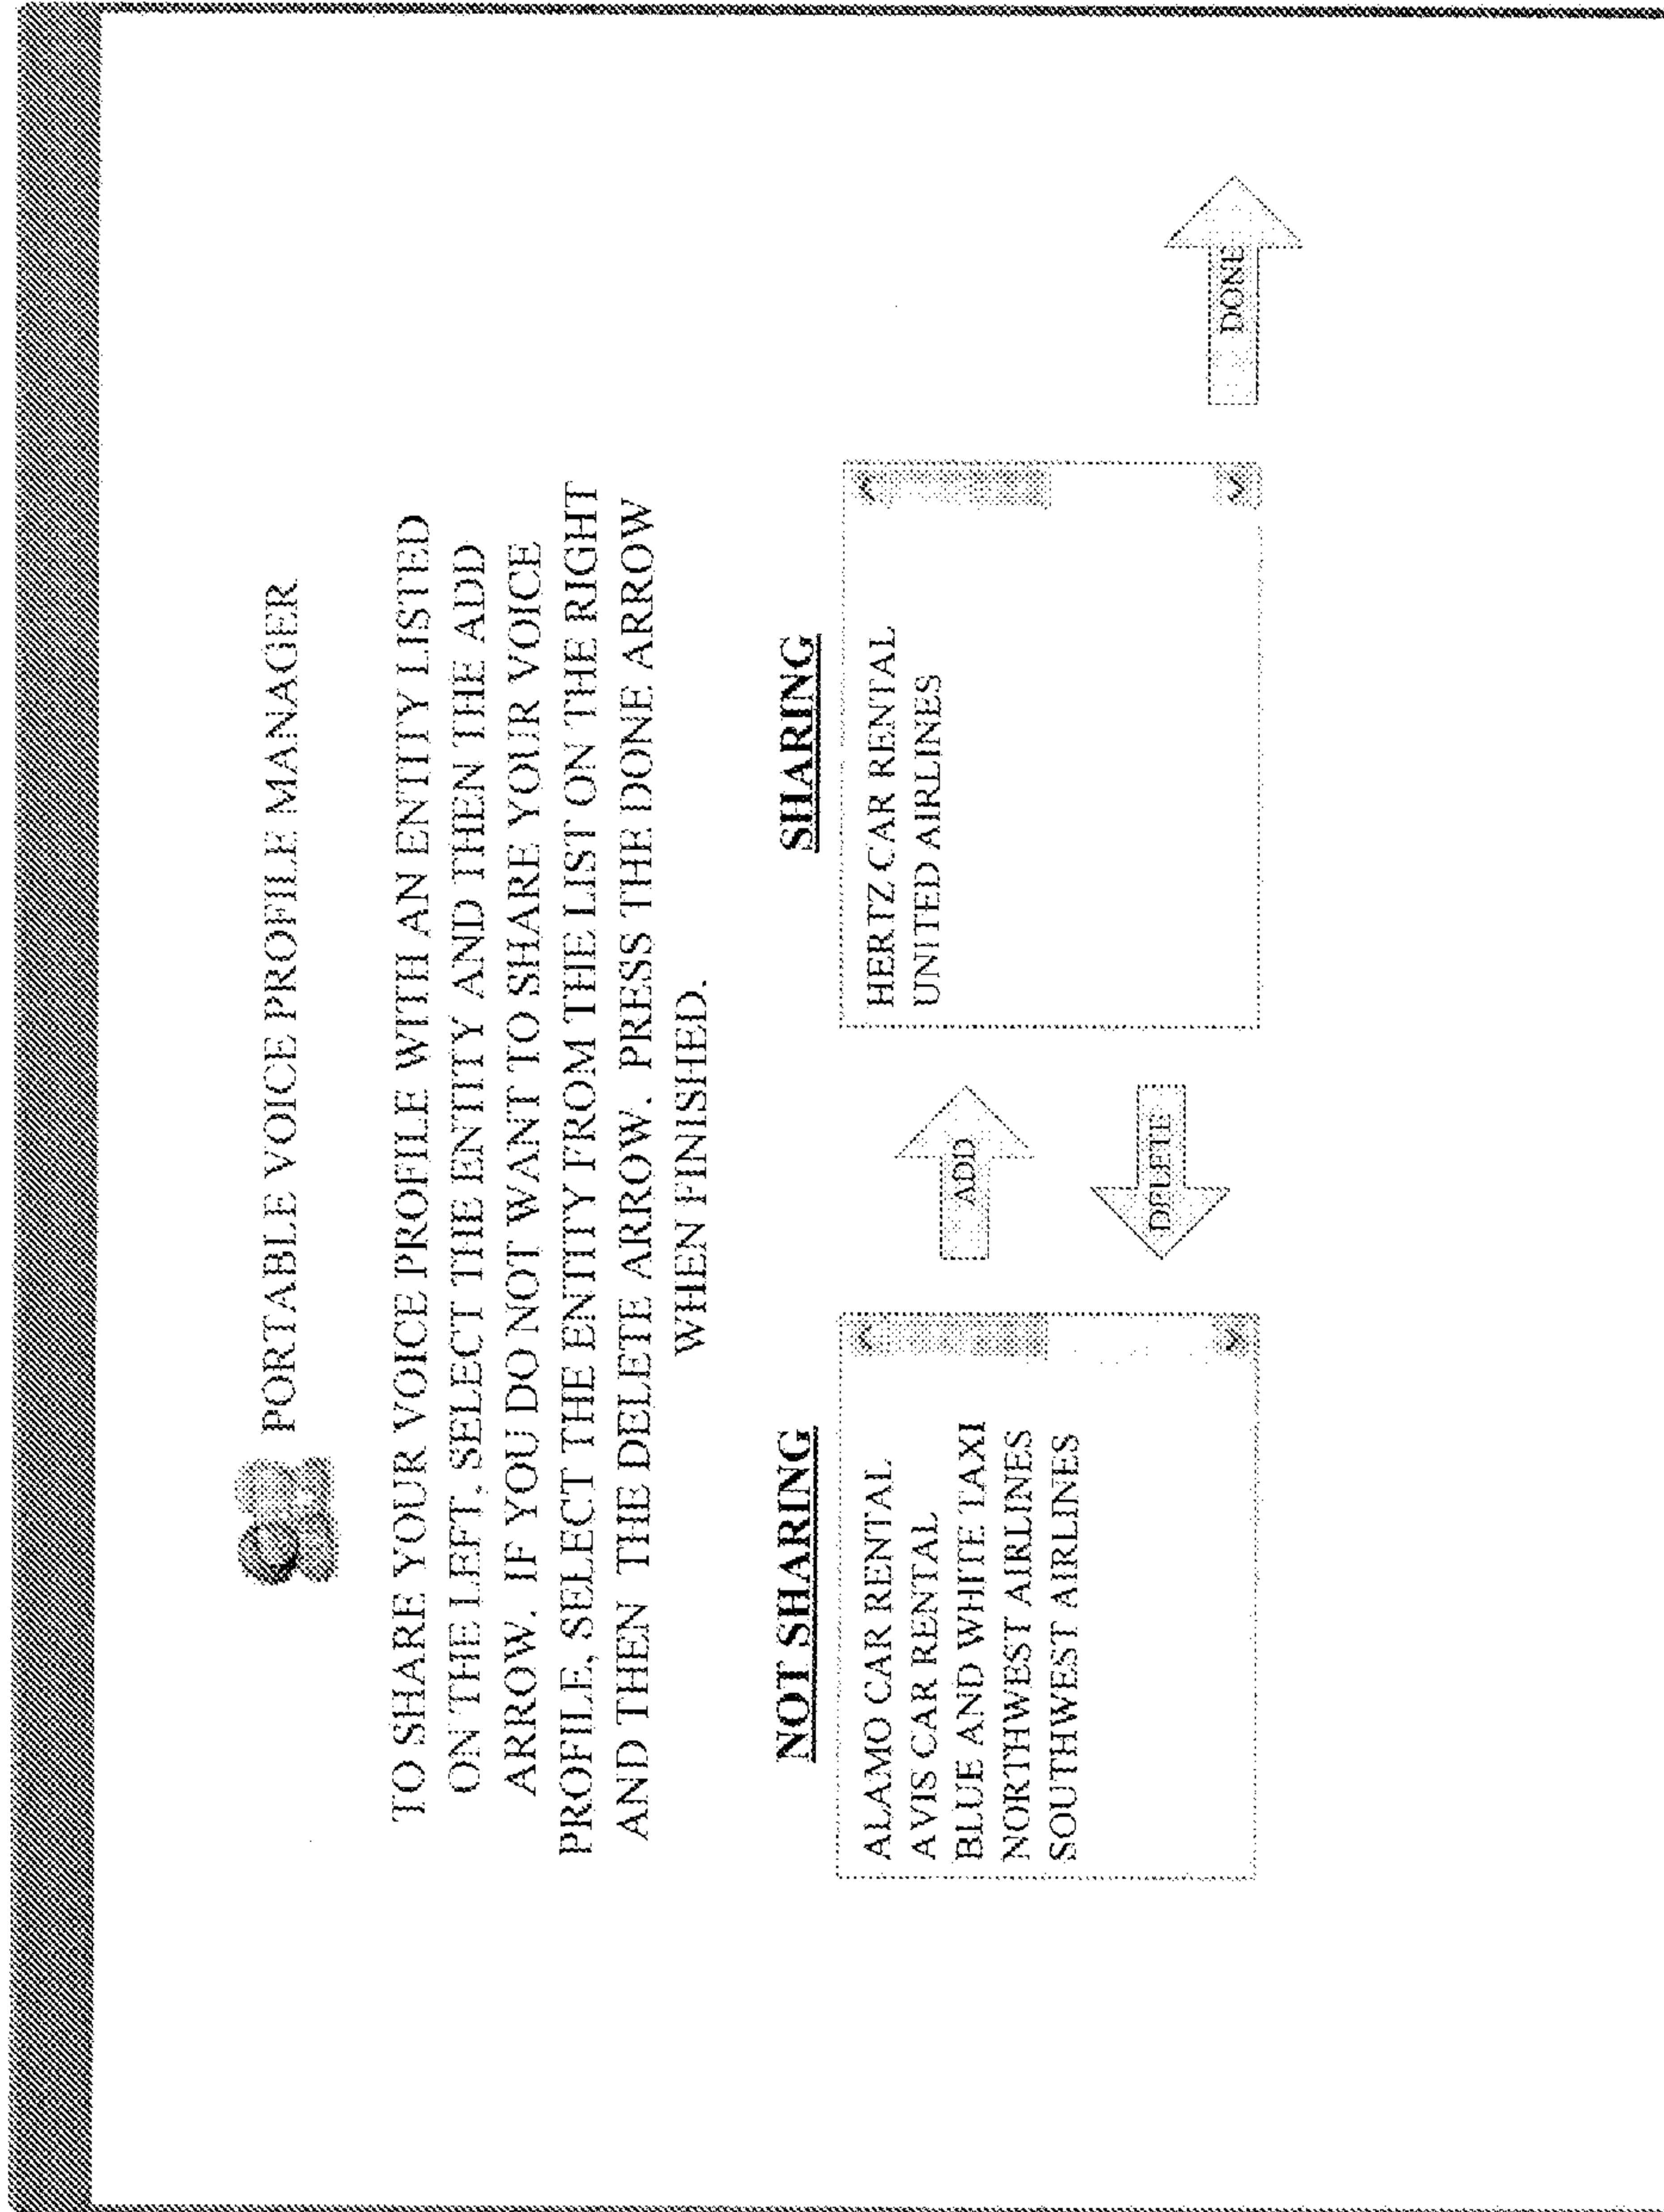 PORTABLE VOICE PROFILE MANAGER
TO SHARE YOUR VOICE PROFILE WITH AN ENTITY LISTED
ON THE LEFT, SELECT THE ENTITY AND THEN THE ADD
ARROW. IF YOU DO NOT WANT TO SHARE YOUR VOICE
PROFILE, SELECT THE ENTITY FROM THE LIST ON THE RIGHT
AND THEN THE DELETE ARROW. PRESS THE DONE ARROW
WHEN FINISHED.
NOT SHARING
ALAMO CAR RENTAL
AVIS CAR RENTAL
BLUE AND WHITE TAXI
NORTHWEST AIRLINES
SOUTHWEST AIRLINES
ADD
DELETE
SHARING
HERTZ CAR RENTAL
UNITED AIRLINES
DONE